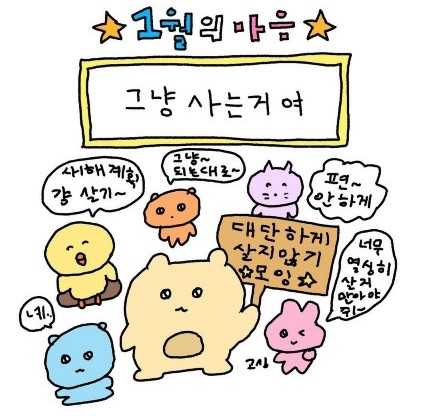 1월의 마음
그냥 사는거 여
새해 계획
걍 살기~
그냥~
되는대로~
편~
안하게
대단하게
살지않기
☆모임☆
너무
열심히
살지
말아야
쥐~
네.
고심